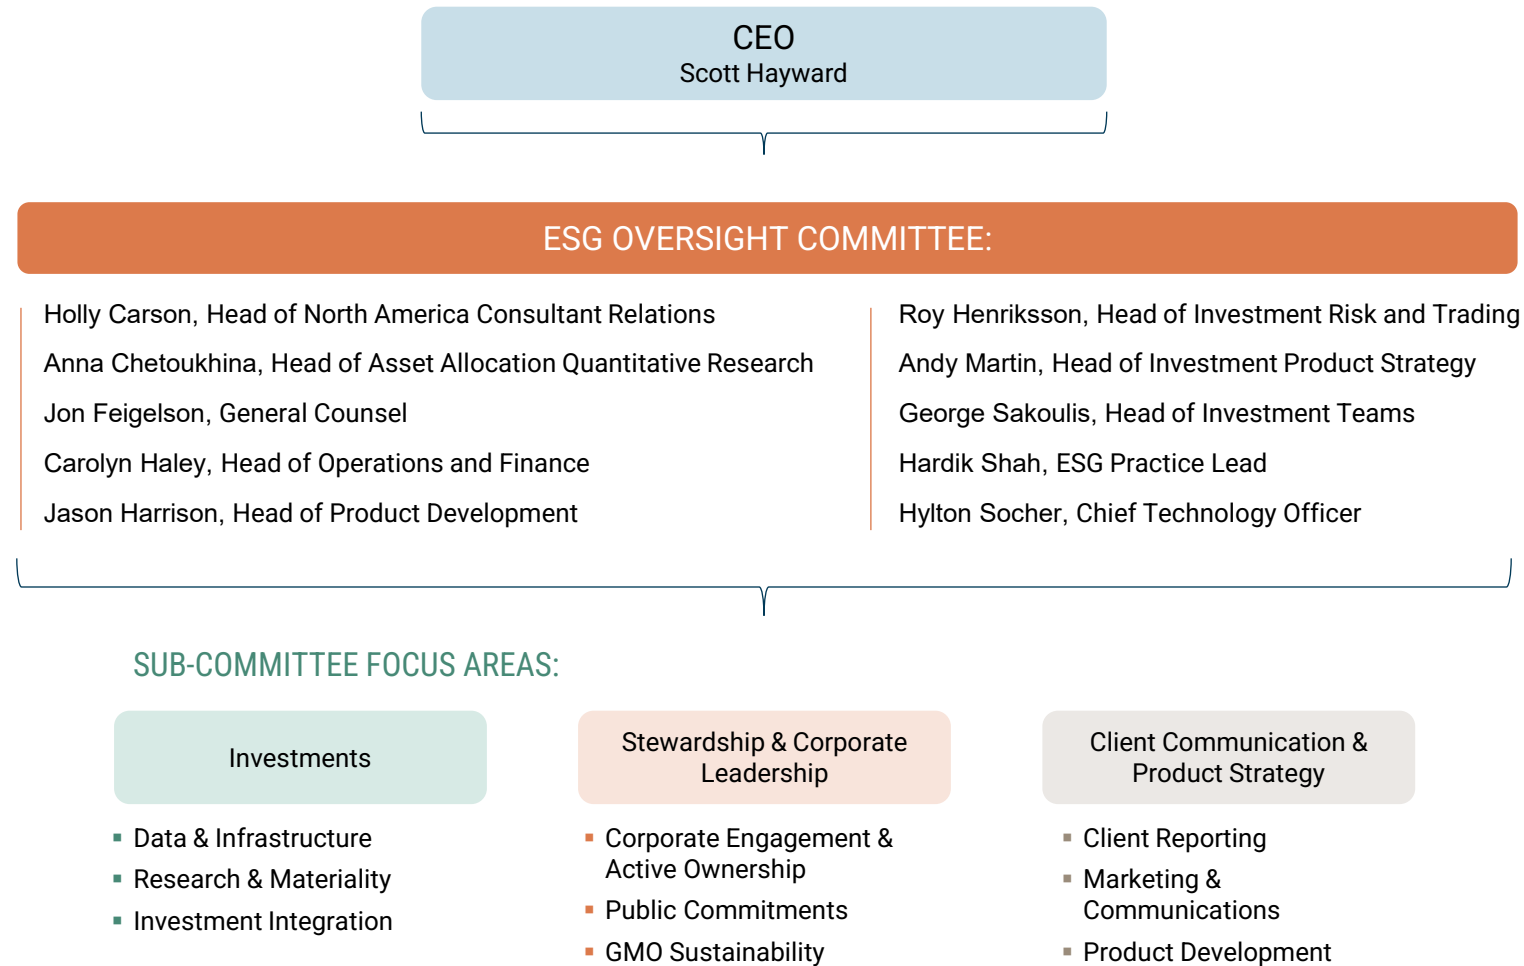 CEO
Scott Hayward
ESG OVERSIGHT COMMITTEE:
Holly Carson, Head of North America Consultant Relations
Anna Chetoukhina, Head of Asset Allocation Quantitative Research
Jon Feigelson, General Counsel
Carolyn Haley, Head of Operations and Finance
Jason Harrison, Head of Product Development
Roy Henriksson, Head of Investment Risk and Trading
Andy Martin, Head of Investment Product Strategy
George Sakoulis, Head of Investment Teams
Hardik Shah, ESG Practice Lead
Hylton Socher, Chief Technology Officer
SUB-COMMITTEE FOCUS AREAS:
Investments
▪ Data & Infrastructure
▪ Research & Materiality
▪ Investment Integration
Stewardship & Corporate
Leadership
▪ Corporate Engagement &
Active Ownership
▪ Public Commitments
▪ GMO Sustainability
Client Communication &
Product Strategy
▪ Client Reporting
▪ Marketing &
Communications
▪ Product Development